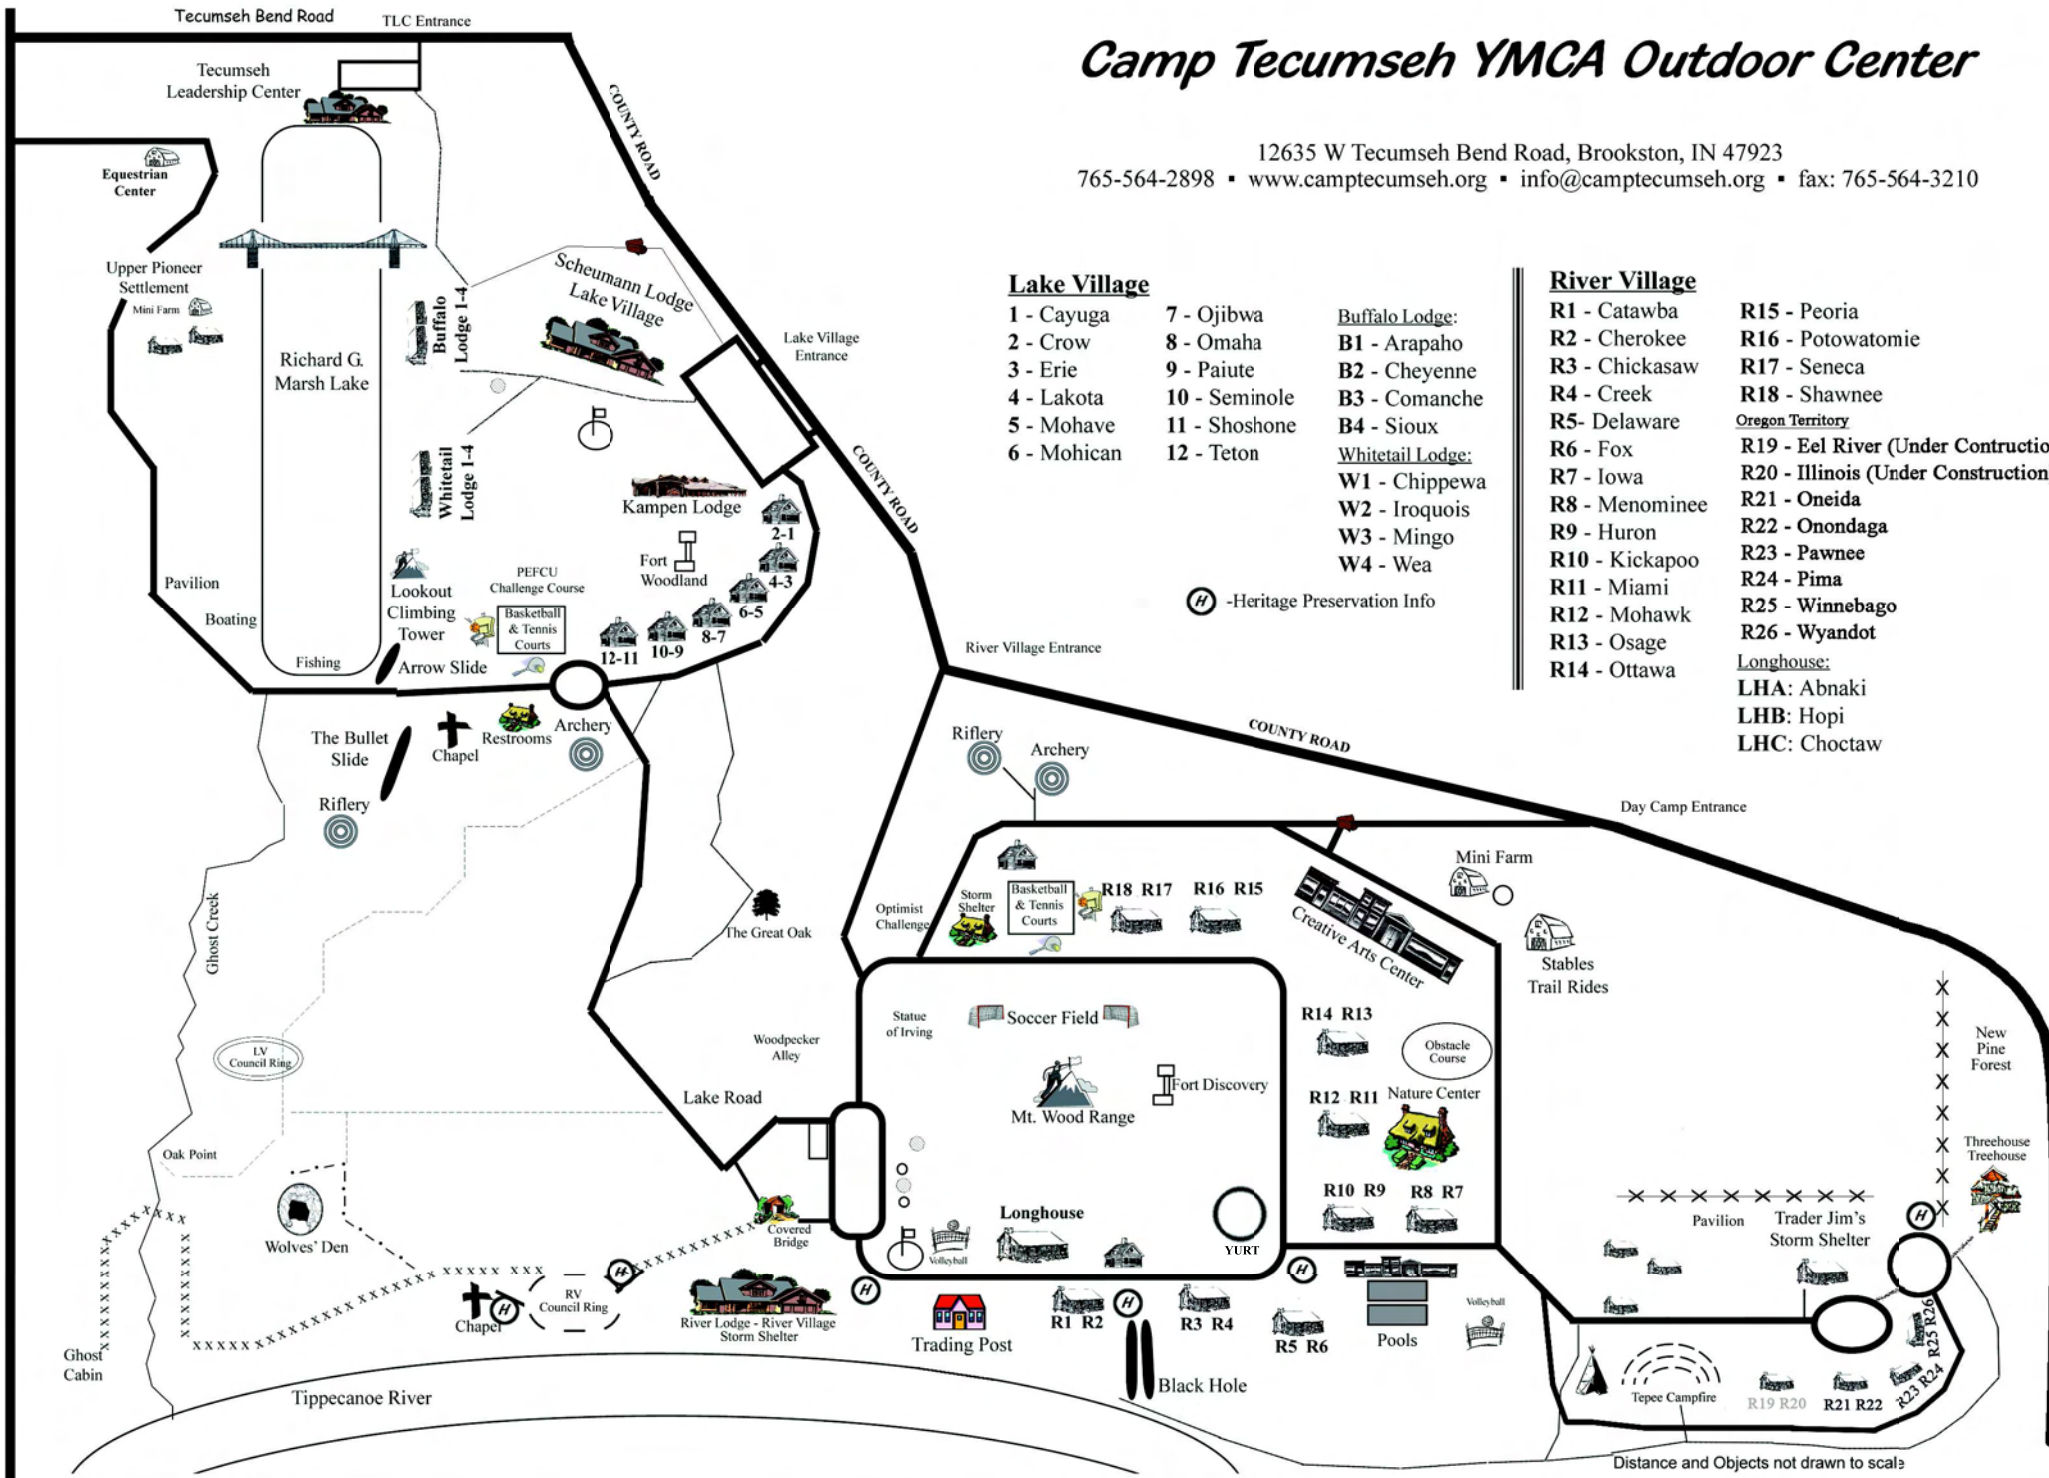 Tecumseh Bend Road
TLC Entrance
Camp Tecumseh YMCA Outdoor Center
12635 W Tecumseh Bend Road, Brookston, IN 47923
765-564-2898 ▪ www.camptecumseh.org ▪ info@camptecumseh.org ▪ fax: 765-564-3210
Tecumseh
Leadership Center
COUNTY ROAD
Equestrian
Center
Upper Pioneer
Settlement
Mini Farm
Richard G.
Marsh Lake
Buffalo
Lodge 1-4
Scheumann Lodge
Lake Village
Lake Village
Entrance
Whitetail
Lodge 1-4
COUNTY ROAD
Kampen Lodge
2-1
Fort
Woodland
4-3
6-5
8-7
10-9
12-11
Pavilion
Boating
Fishing
Lookout
Climbing
Tower
PEFCU
Challenge Course
Basketball
& Tennis
Courts
Arrow Slide
Lake Village
1 - Cayuga
2 - Crow
3 - Erie
4 - Lakota
5 - Mohave
6 - Mohican
7 - Ojibwa
8 - Omaha
9 - Paiute
10 - Seminole
11 - Shoshone
12 - Teton
Buffalo Lodge:
B1 - Arapaho
B2 - Cheyenne
B3 - Comanche
B4 - Sioux
Whitetail Lodge:
W1 - Chippewa
W2 - Iroquois
W3 - Mingo
W4 - Wea
H -Heritage Preservation Info
River Village
R1 - Catawba
R2 - Cherokee
R3 - Chickasaw
R4 - Creek
R5- Delaware
R6 - Fox
R7 - Iowa
R8 - Menominee
R9 - Huron
R10 - Kickapoo
R11 - Miami
R12 - Mohawk
R13 - Osage
R14 - Ottawa
R15 - Peoria
R16 - Potowatomie
R17 - Seneca
R18 - Shawnee
Oregon Territory
R19 - Eel River (Under Contructio
R20 - Illinois (Under Construction
R21 - Oneida
R22 - Onondaga
R23 - Pawnee
R24 - Pima
R25 - Winnebago
R26 - Wyandot
Longhouse:
LHA: Abnaki
LHB: Hopi
LHC: Choctaw
River Village Entrance
The Bullet
Slide
Chapel
Restrooms
Archery
Riflery
Riflery
Archery
COUNTY ROAD
Day Camp Entrance
Ghost Creek
The Great Oak
Optimist
Challenge
Storm
Shelter
Basketball
& Tennis
Courts
R18 R17
R16 R15
Creative Arts Center
Mini Farm
Stables
Trail Rides
LV
Council Ring
Woodpecker
Alley
Lake Road
Statue
of Irving
Soccer Field
Mt. Wood Range
Fort Discovery
R14 R13
Obstacle
Course
R12 R11
Nature Center
R10 R9
R8 R7
New
Pine
Forest
Threehouse
Treehouse
Oak Point
Wolves' Den
Covered
Bridge
Longhouse
Volleyball
YURT
Pavilion
Trader Jim's
Storm Shelter
H
H
H
H
H
H
Chapel
RV
Council Ring
River Lodge - River Village
Storm Shelter
Trading Post
R1 R2
R3 R4
R5 R6
Pools
Volleyball
Black Hole
Ghost
Cabin
Tippecanoe River
Tepee Campfire
R19 R20
R21 R22
R23 R24
R25 R26
Distance and Objects not drawn to scale